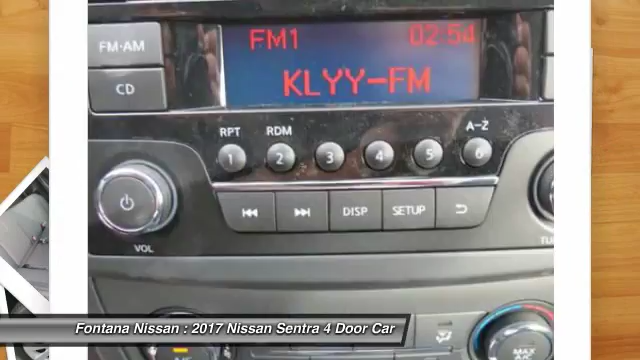 FM1 02:54
FM·AM
KLYY-FM
CD
RPT RDM A-Z
1 2 3 4 5 6
DISP SETUP
VOL
MAX
A/C
Fontana Nissan : 2017 Nissan Sentra 4 Door Car